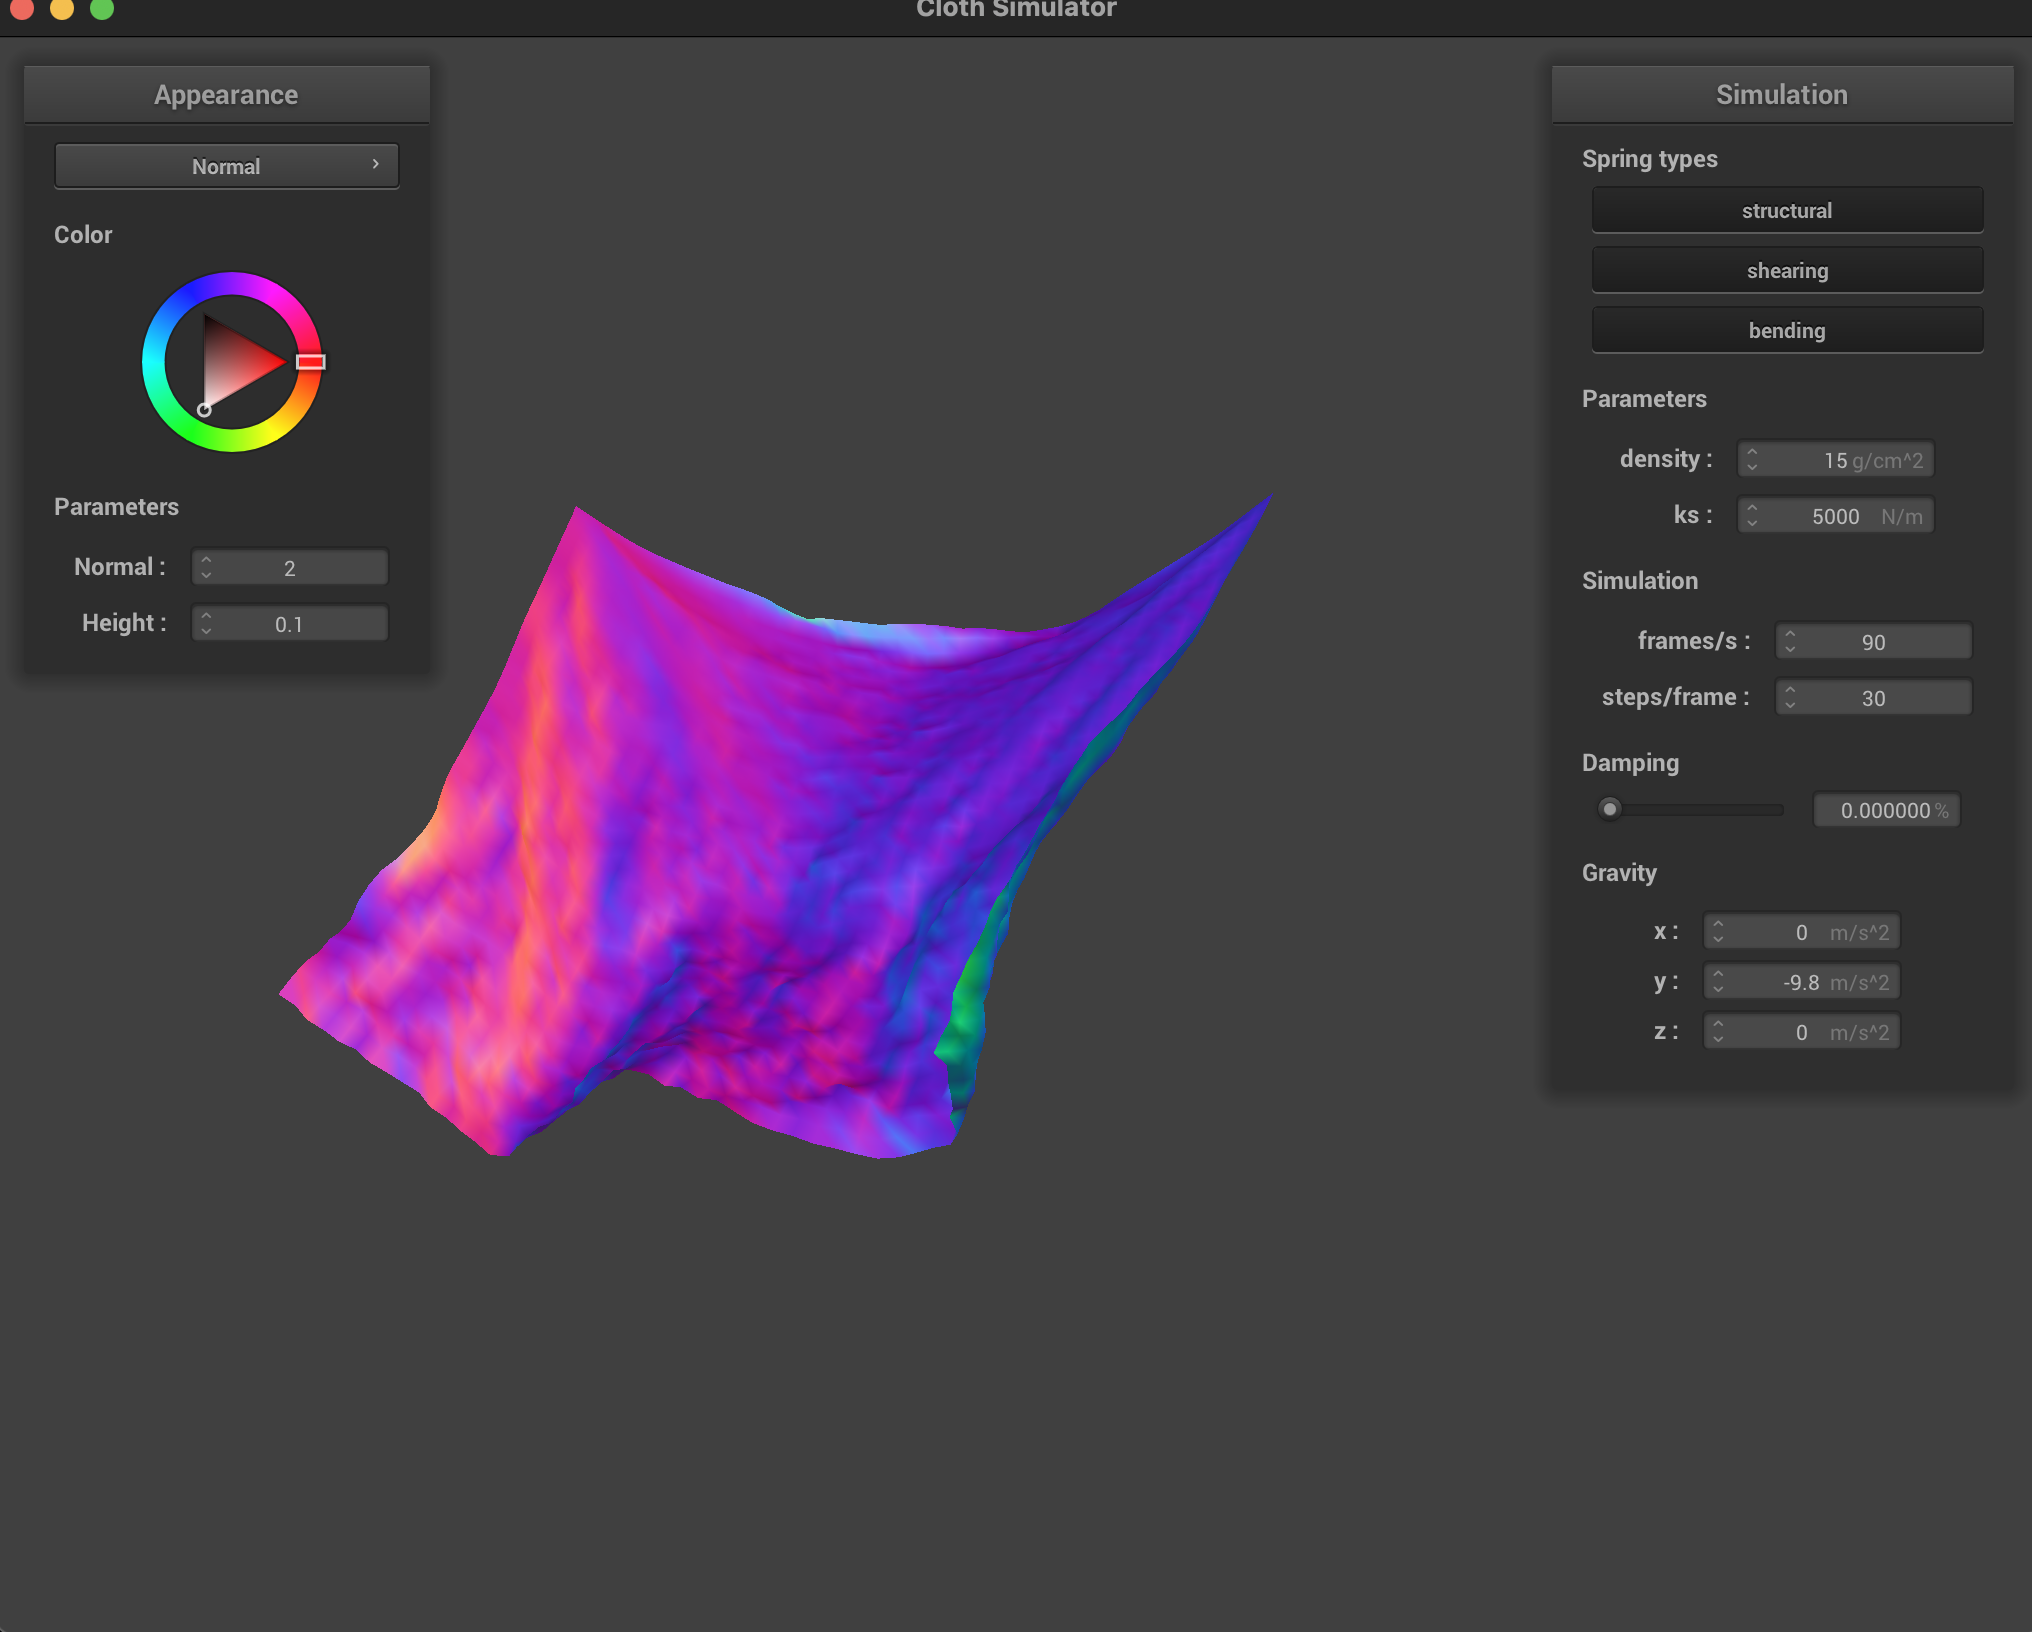 Cloth Simulator
Appearance
Normal
Color
Parameters
Normal : 2
Height : 0.1
Simulation
Spring types
structural
shearing
bending
Parameters
density : 15 g/cm^2
ks : 5000 N/m
Simulation
frames/s : 90
steps/frame : 30
Damping
0.000000 %
Gravity
x : 0 m/s^2
y : -9.8 m/s^2
z : 0 m/s^2